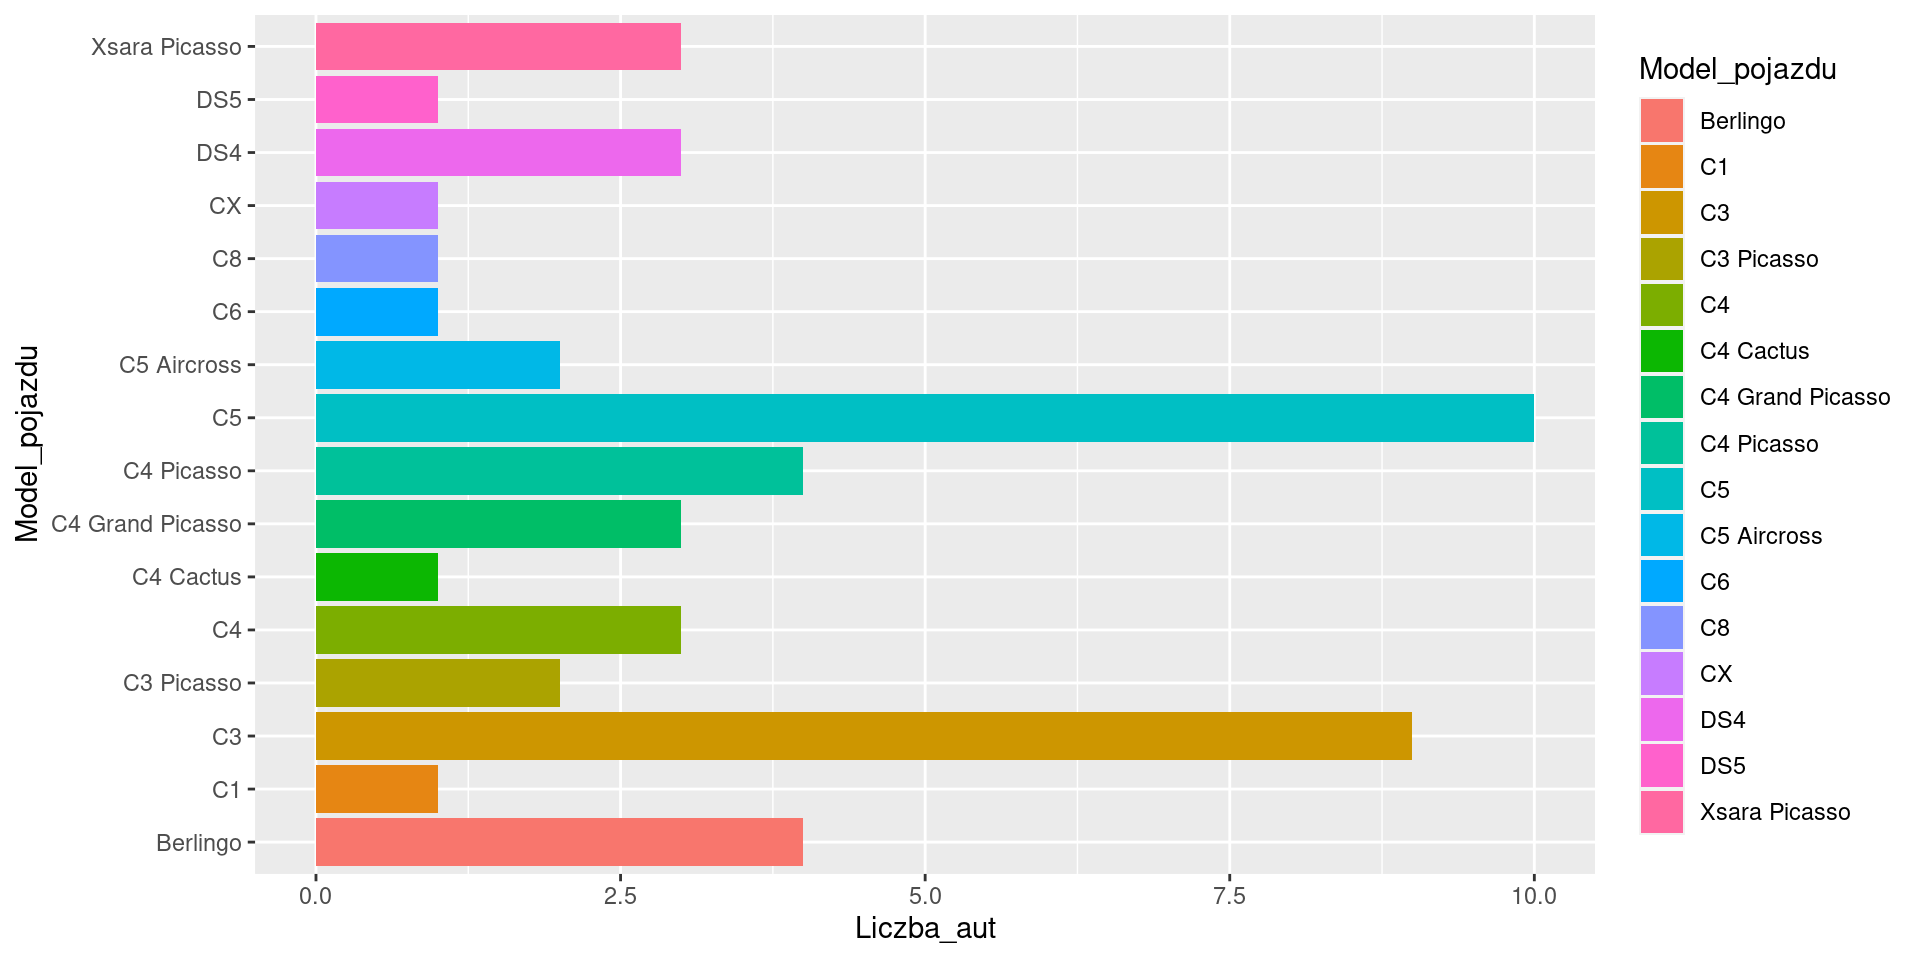 Xsara Picasso
DS5
DS4
CX
C8
C6
C5 Aircross
C5
C4 Picasso
C4 Grand Picasso
C4 Cactus
C4
C3 Picasso
C3
C1
Berlingo
Model_pojazdu
0.0 2.5 5.0 7.5 10.0
Liczba_aut
Model_pojazdu
Berlingo
C1
C3
C3 Picasso
C4
C4 Cactus
C4 Grand Picasso
C4 Picasso
C5
C5 Aircross
C6
C8
CX
DS4
DS5
Xsara Picasso